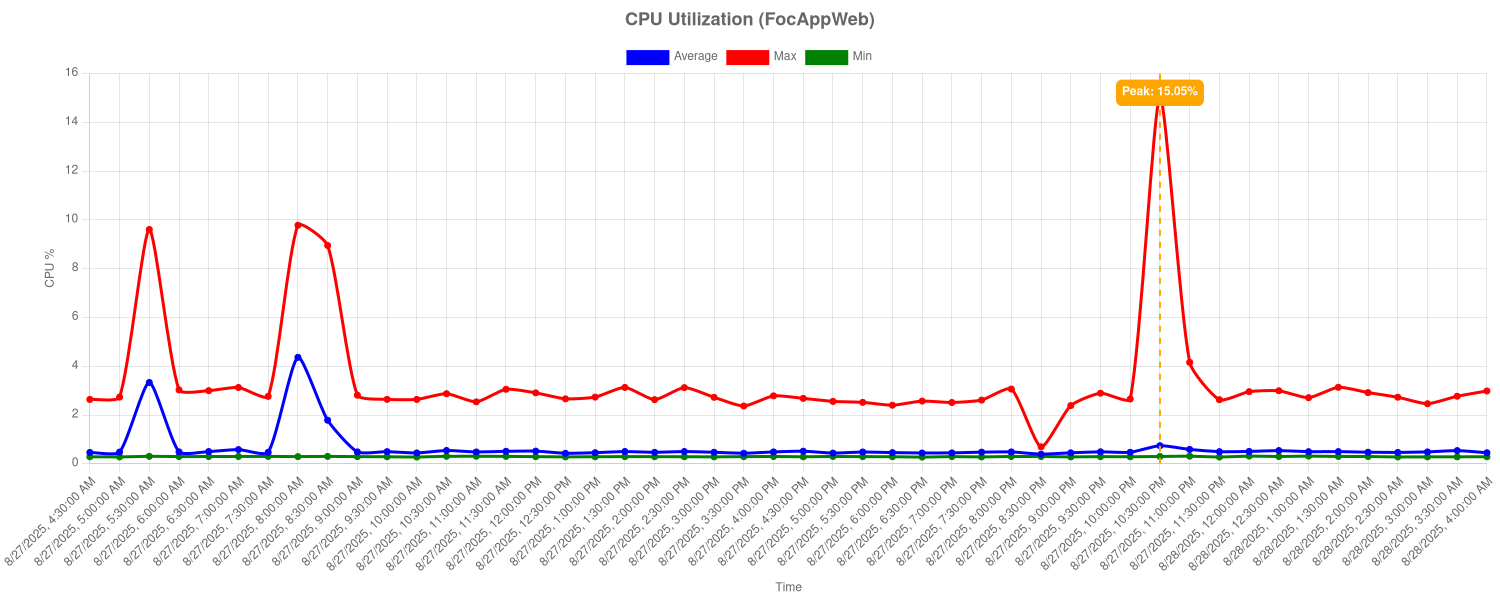 CPU Utilization (FocAppWeb)
Average Max Min
16
14
12
10
8
6
4
2
0
CPU %
Peak: 15.05%
8/27/2025, 4:30:00 AM
8/27/2025, 5:00:00 AM
8/27/2025, 5:30:00 AM
8/27/2025, 6:00:00 AM
8/27/2025, 6:30:00 AM
8/27/2025, 7:00:00 AM
8/27/2025, 7:30:00 AM
8/27/2025, 8:00:00 AM
8/27/2025, 8:30:00 AM
8/27/2025, 9:00:00 AM
8/27/2025, 9:30:00 AM
8/27/2025, 10:00:00 AM
8/27/2025, 10:30:00 AM
8/27/2025, 11:00:00 AM
8/27/2025, 11:30:00 AM
8/27/2025, 12:00:00 PM
8/27/2025, 12:30:00 PM
8/27/2025, 1:00:00 PM
8/27/2025, 1:30:00 PM
8/27/2025, 2:00:00 PM
8/27/2025, 2:30:00 PM
8/27/2025, 3:00:00 PM
8/27/2025, 3:30:00 PM
8/27/2025, 4:00:00 PM
8/27/2025, 4:30:00 PM
8/27/2025, 5:00:00 PM
8/27/2025, 5:30:00 PM
8/27/2025, 6:00:00 PM
8/27/2025, 6:30:00 PM
8/27/2025, 7:00:00 PM
8/27/2025, 7:30:00 PM
8/27/2025, 8:00:00 PM
8/27/2025, 8:30:00 PM
8/27/2025, 9:00:00 PM
8/27/2025, 9:30:00 PM
8/27/2025, 10:00:00 PM
8/27/2025, 10:30:00 PM
8/27/2025, 11:00:00 PM
8/27/2025, 11:30:00 PM
8/28/2025, 12:00:00 AM
8/28/2025, 12:30:00 AM
8/28/2025, 1:00:00 AM
8/28/2025, 1:30:00 AM
8/28/2025, 2:00:00 AM
8/28/2025, 2:30:00 AM
8/28/2025, 3:00:00 AM
8/28/2025, 3:30:00 AM
8/28/2025, 4:00:00 AM
Time